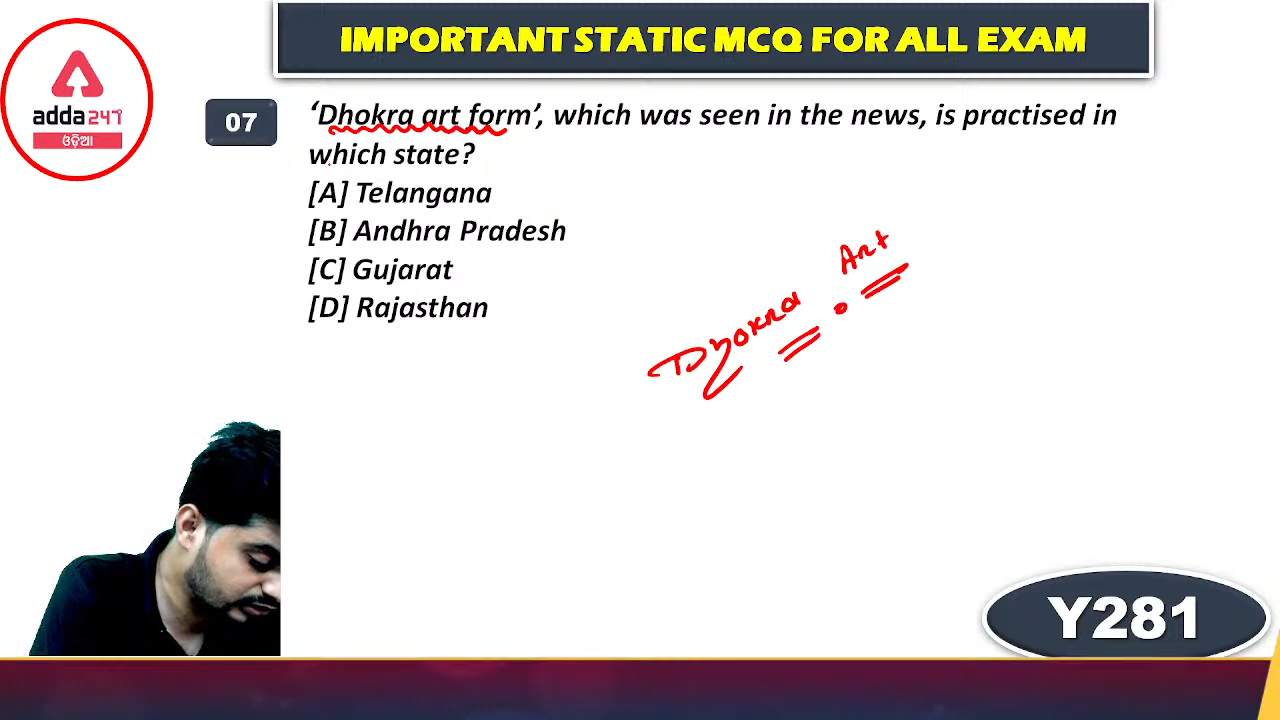 IMPORTANT STATIC MCQ FOR ALL EXAM
adda247
ଓଡ଼ିଆ
07
‘Dhokra art form’, which was seen in the news, is practised in
which state?
[A] Telangana
[B] Andhra Pradesh
[C] Gujarat
[D] Rajasthan
Dhokra Art
Y281